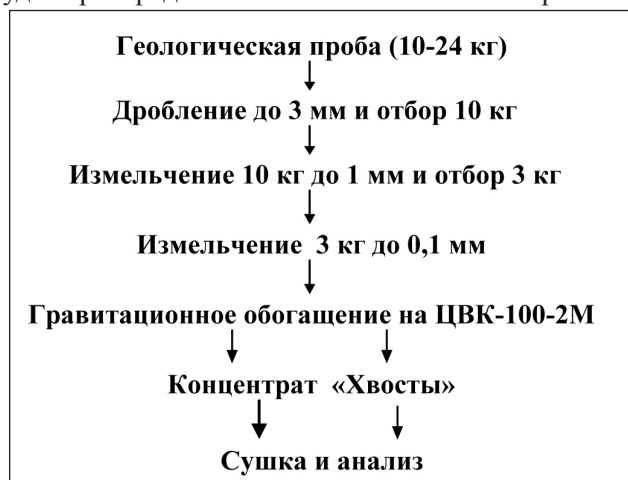 Геологическая проба (10-24 кг)
Дробление до 3 мм и отбор 10 кг
Измельчение 10 кг до 1 мм и отбор 3 кг
Измельчение 3 кг до 0,1 мм
Гравитационное обогащение на ЦВК-100-2М
Концентрат «Хвосты»
Сушка и анализ